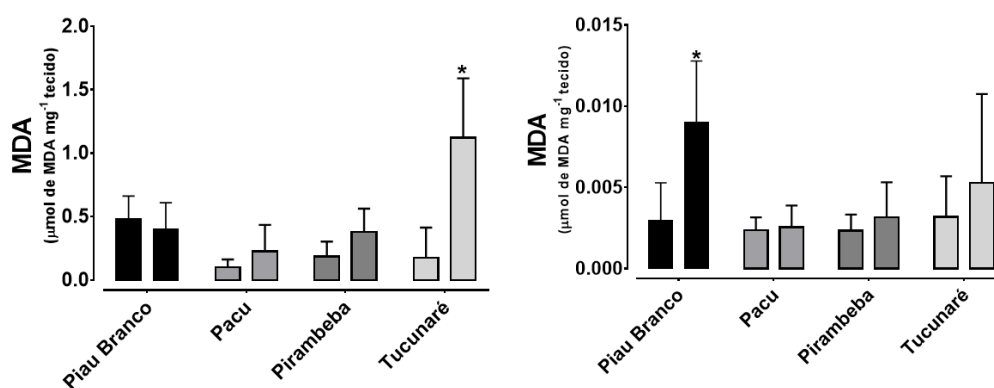 MDA
(µmol de MDA mg⁻¹ tecido)
2.0
1.5
1.0
0.5
0.0
*
Piau Branco
Pacu
Pirambeba
Tucunaré
MDA
(µmol de MDA mg⁻¹ tecido)
0.015
0.010
0.005
0.000
*
Piau Branco
Pacu
Pirambeba
Tucunaré